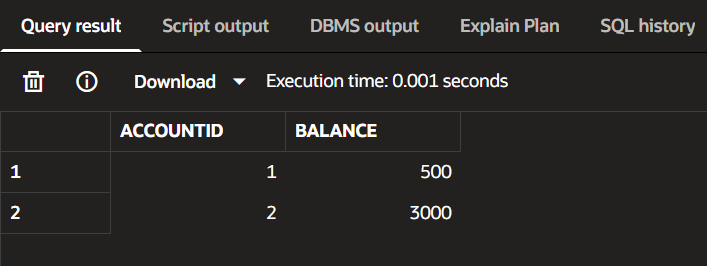 Query result Script output DBMS output Explain Plan SQL history
Download Execution time: 0.001 seconds
ACCOUNTID BALANCE
1 1 500
2 2 3000